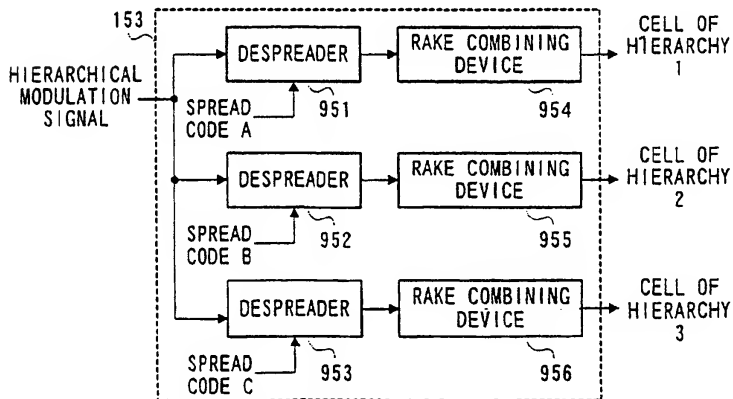 153
HIERARCHICAL
MODULATION
SIGNAL
DESPREADER
951
SPREAD
CODE A
RAKE COMBINING
DEVICE
954
CELL OF
HIERARCHY
1
DESPREADER
952
SPREAD
CODE B
RAKE COMBINING
DEVICE
955
CELL OF
HIERARCHY
2
DESPREADER
953
SPREAD
CODE C
RAKE COMBINING
DEVICE
956
CELL OF
HIERARCHY
3